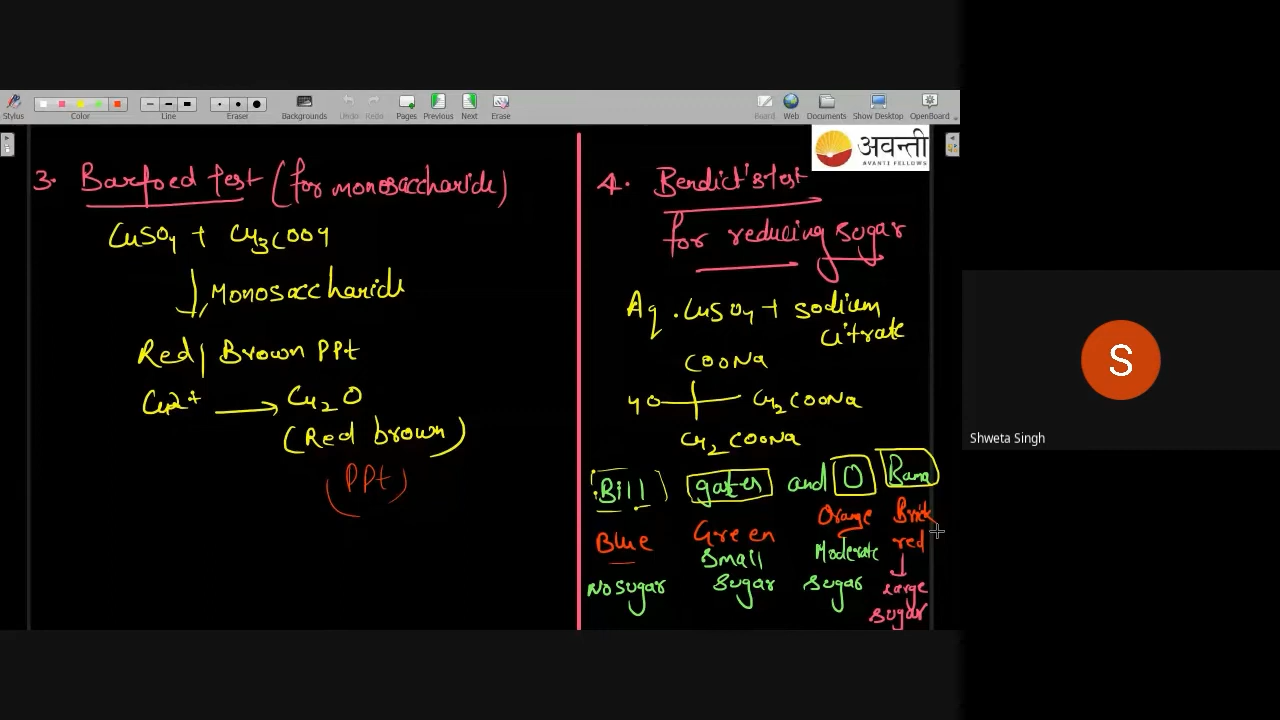 Stylus Color Line Eraser Backgrounds Undo Redo Pages Previous Next Erase Board Web Documents Show Desktop OpenBoard
अवन्ती
AVANTI FELLOWS
3. Barfoed test (for monosaccharide)
CuSO4 + CH3COOH
Monosaccharide
Red/Brown PPt
Cu2+ → Cu2O
(Red brown)
(PPt)
4. Benedict's test
for reducing sugar
Aq. CuSO4 + sodium
citrate
COONa
HO CH2COONa
CH2COONa
Bill gates and O Bama
Blue Green Orange Brick
red
No sugar Small Sugar Moderate Sugar Large
sugar
S
Shweta Singh